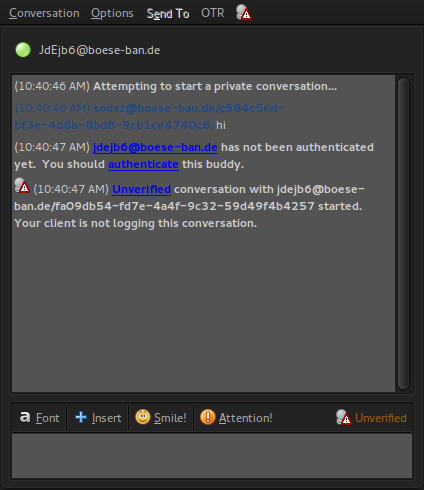 Conversation Options Send To OTR
JdEjb6@boese-ban.de
(10:40:46 AM) Attempting to start a private conversation...
(10:40:46 AM) sodxz@boese-ban.de/c584c5ed-
bf3e-4d8b-8bd8-9cb1ce4740c6: hi
(10:40:47 AM) jdejb6@boese-ban.de has not been authenticated
yet. You should authenticate this buddy.
(10:40:47 AM) Unverified conversation with jdejb6@boese-
ban.de/fa09db54-fd7e-4a4f-9c32-59d49f4b4257 started.
Your client is not logging this conversation.
a Font Insert Smile! Attention! Unverified